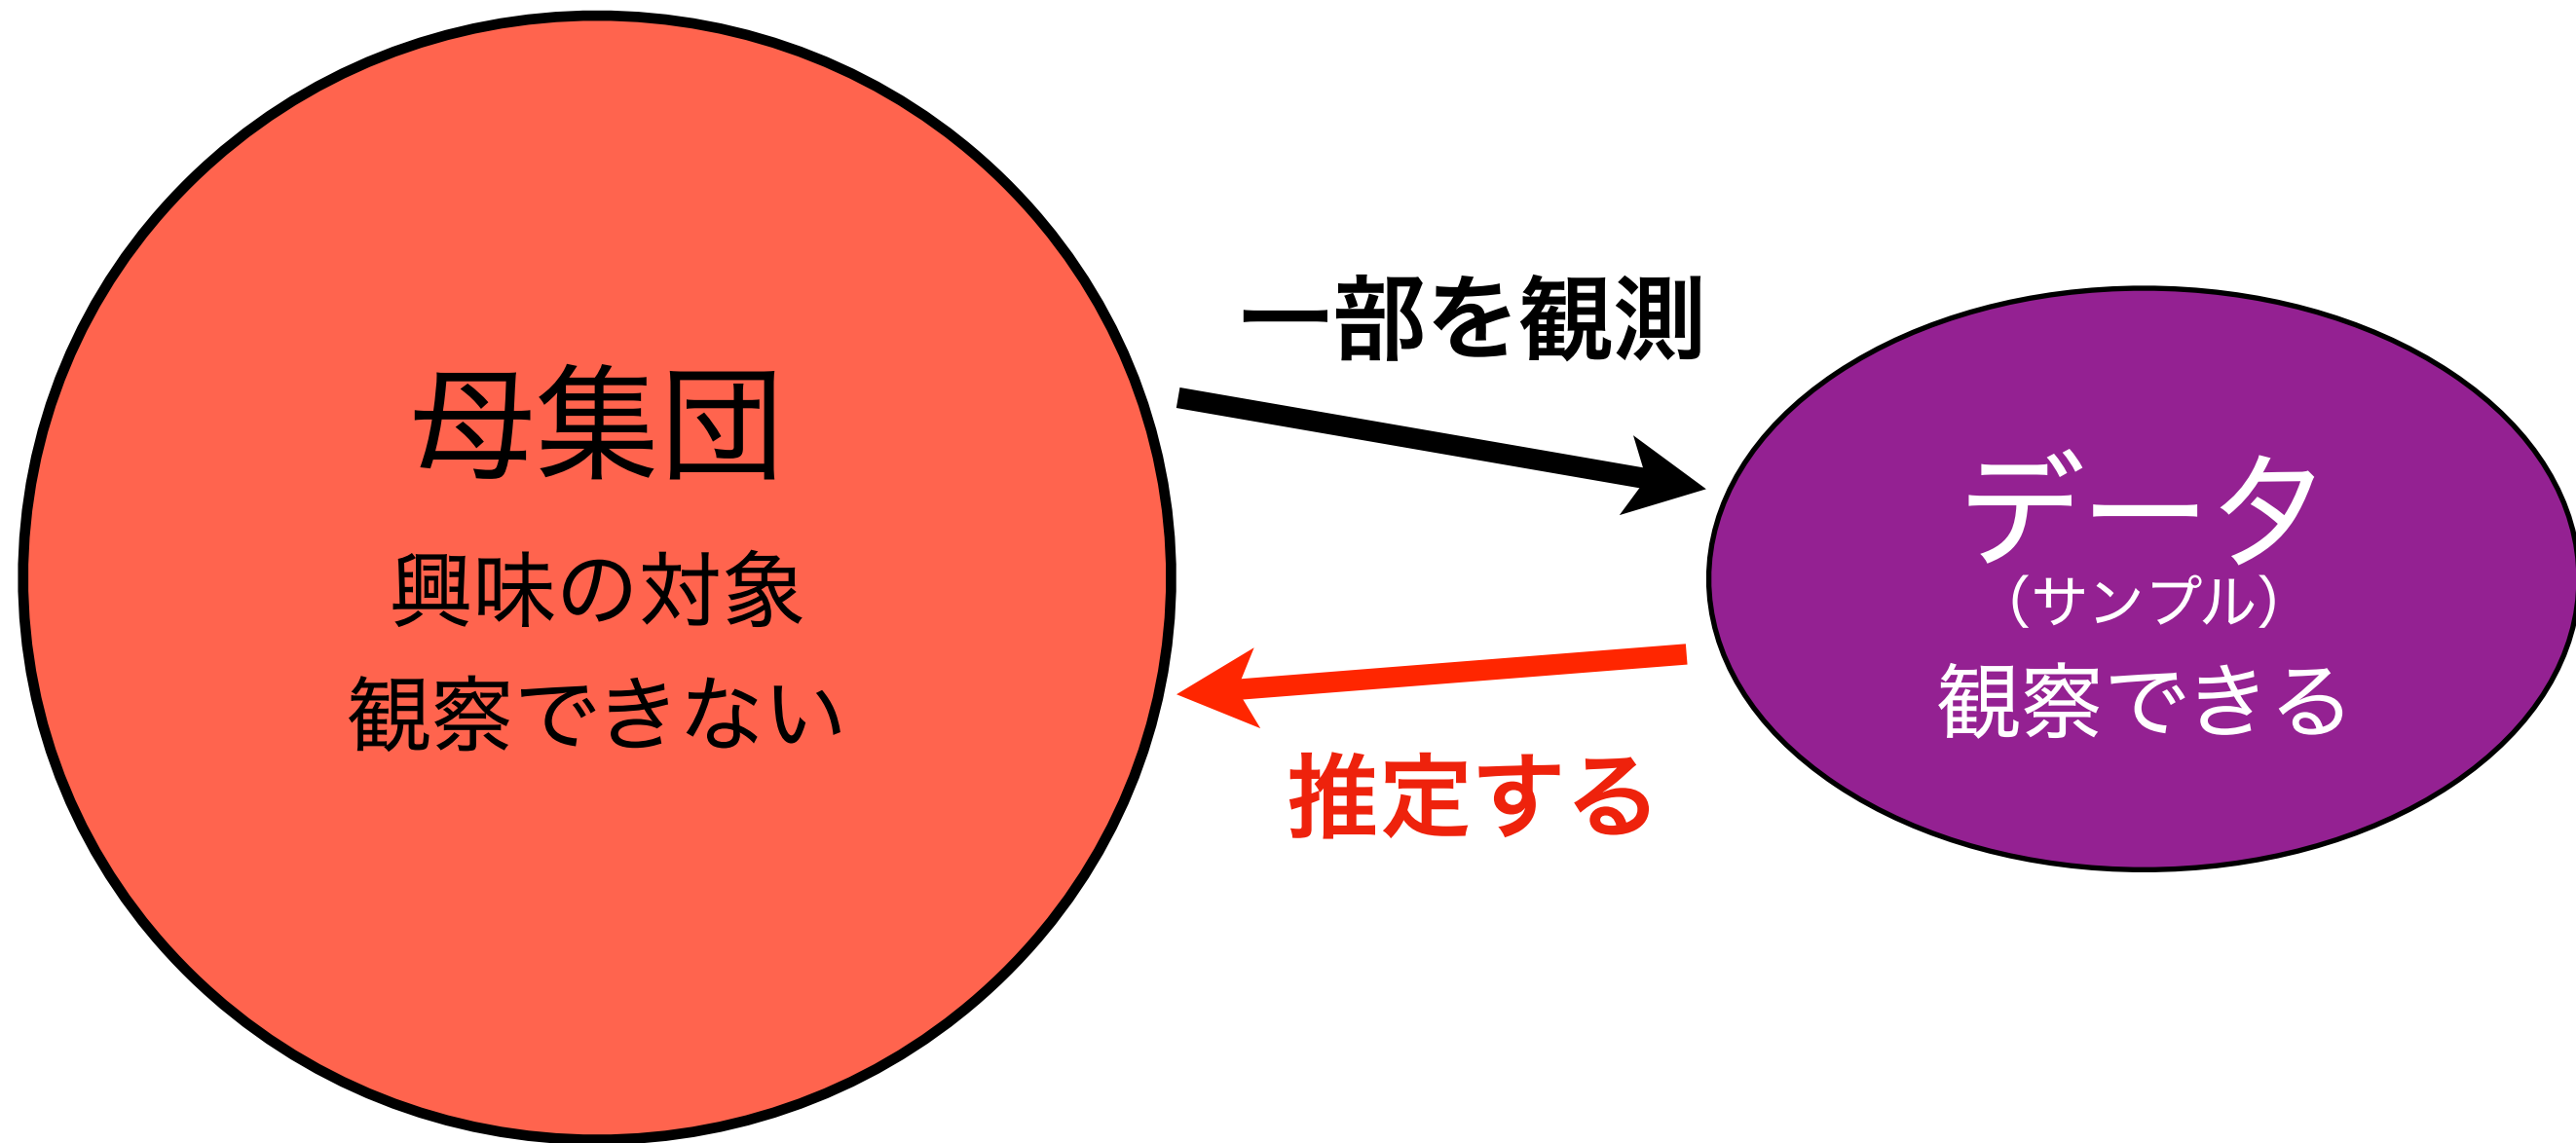 母集団
興味の対象
観察できない
一部を観測
推定する
データ
（サンプル）
観察できる